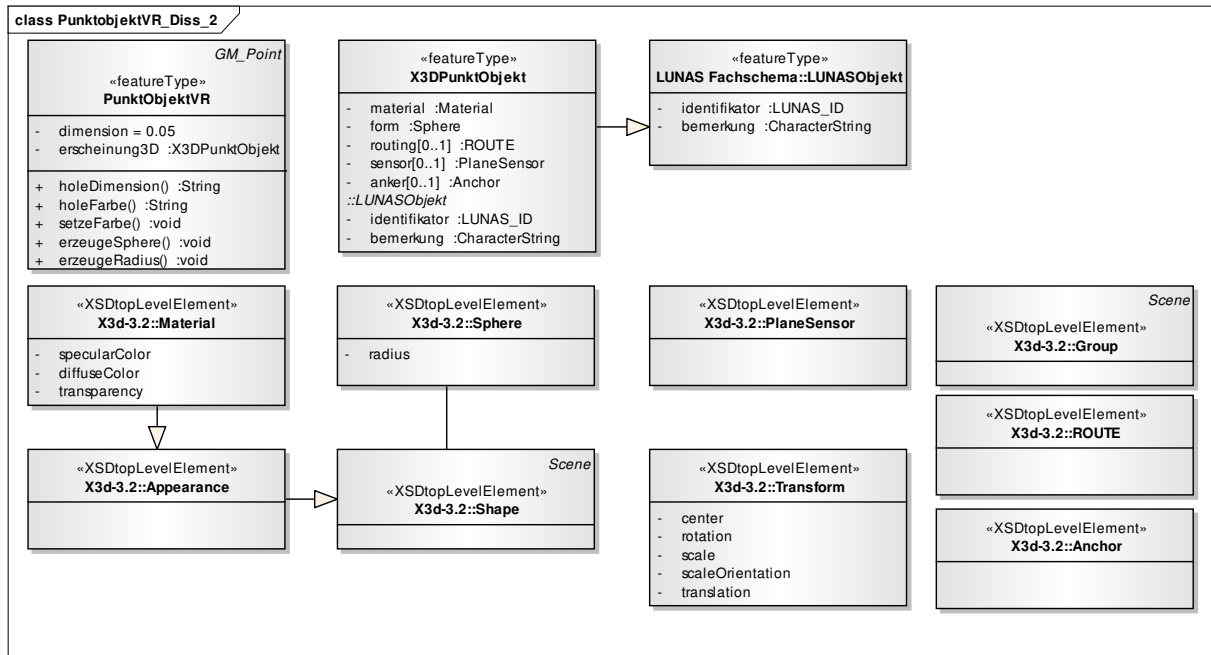 class PunktobjektVR_Diss_2
GM_Point
«featureType»
PunktObjektVR
- dimension = 0.05
- erscheinung3D :X3DPunktObjekt
+ holeDimension() :String
+ holeFarbe() :String
+ setzeFarbe() :void
+ erzeugeSphere() :void
+ erzeugeRadius() :void
«featureType»
X3DPunktObjekt
- material :Material
- form :Sphere
- routing[0..1] :ROUTE
- sensor[0..1] :PlaneSensor
- anker[0..1] :Anchor
::LUNASObjekt
- identifikator :LUNAS_ID
- bemerkung :CharacterString
«featureType»
LUNAS Fachschema::LUNASObjekt
- identifikator :LUNAS_ID
- bemerkung :CharacterString
«XSDtopLevelElement»
X3d-3.2::Material
- specularColor
- diffuseColor
- transparency
«XSDtopLevelElement»
X3d-3.2::Sphere
- radius
«XSDtopLevelElement»
X3d-3.2::PlaneSensor
Scene
«XSDtopLevelElement»
X3d-3.2::Group
«XSDtopLevelElement»
X3d-3.2::ROUTE
«XSDtopLevelElement»
X3d-3.2::Appearance
Scene
«XSDtopLevelElement»
X3d-3.2::Shape
«XSDtopLevelElement»
X3d-3.2::Transform
- center
- rotation
- scale
- scaleOrientation
- translation
«XSDtopLevelElement»
X3d-3.2::Anchor